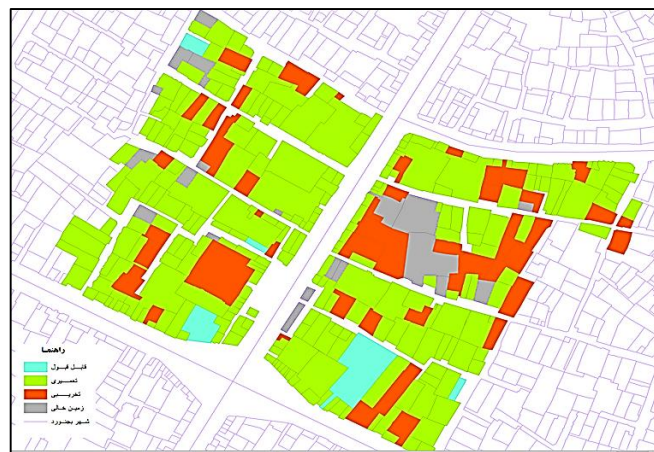 راهنما
قابل قبول
تعمیری
تخریبی
زمین خالی
شهر بجنورد